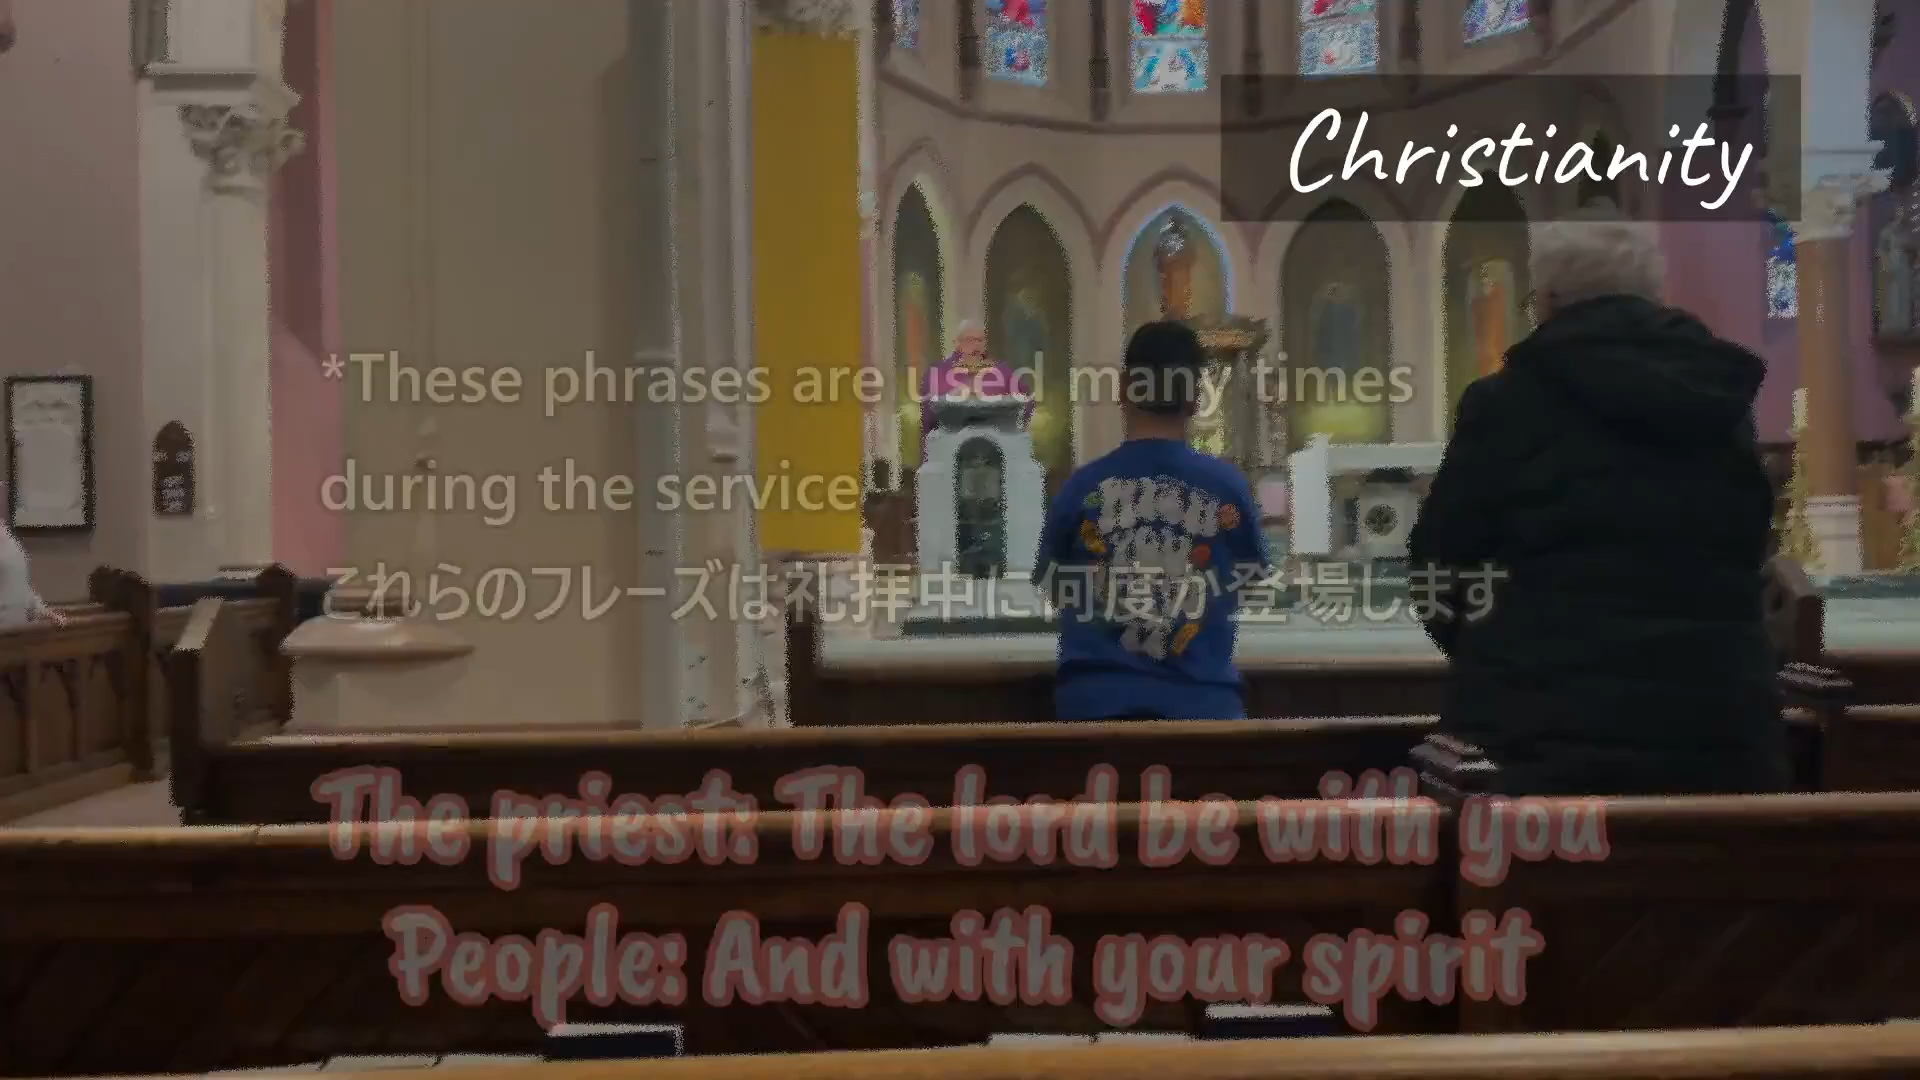 Christianity
*These phrases are used many times
during the service
これらのフレーズは礼拝中に何度か登場します
The priest: The lord be with you
People: And with your spirit